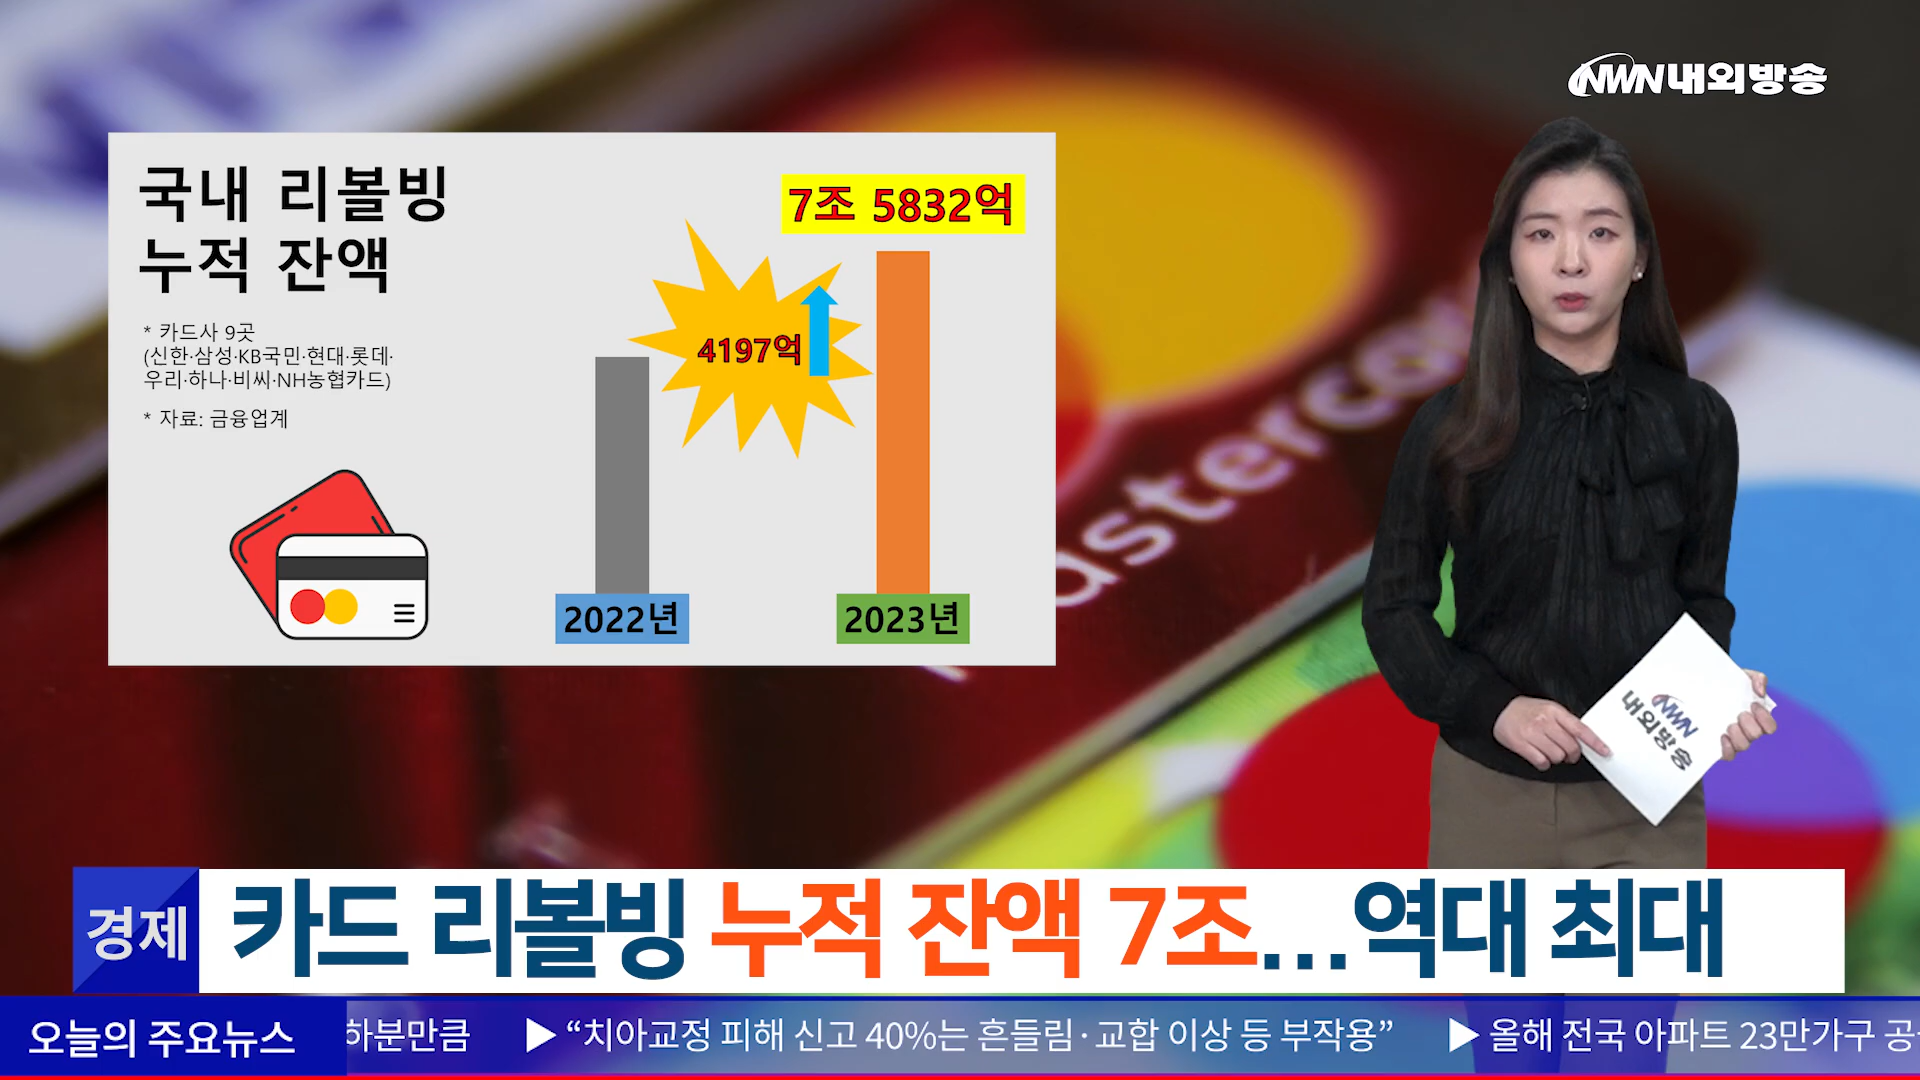 NWN내외방송
국내 리볼빙
누적 잔액
* 카드사 9곳
(신한·삼성·KB국민·현대·롯데·
우리·하나·비씨·NH농협카드)
* 자료: 금융업계
7조 5832억
4197억
2022년
2023년
NWN
내외방송
경제
카드 리볼빙 누적 잔액 7조...역대 최대
오늘의 주요뉴스
하분만큼 ▶ “치아교정 피해 신고 40%는 흔들림·교합 이상 등 부작용” ▶ 올해 전국 아파트 23만가구